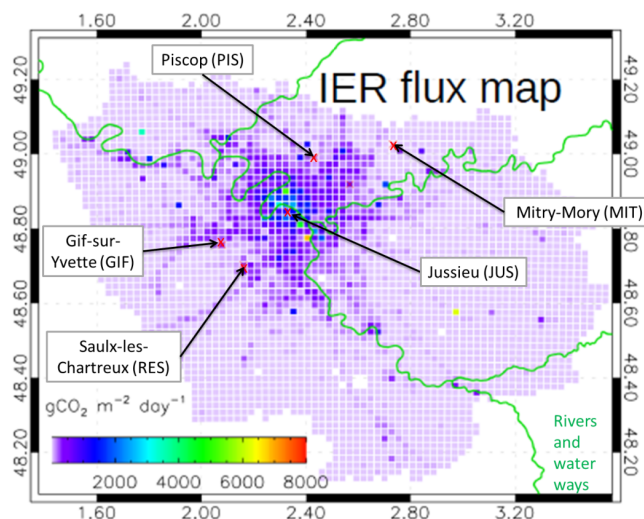 1.60 2.00 2.40 2.80 3.20
Piscop (PIS)
IER flux map
49.20 49.20
49.00 49.00
Mitry-Mory (MIT)
48.80 48.80
Gif-sur-
Yvette (GIF)
Jussieu (JUS)
48.60 48.60
Saulx-les-
Chartreux (RES)
48.40 48.40
gCO₂ m⁻² day⁻¹
Rivers
and
water
ways
48.20 48.20
2000 4000 6000 8000
1.60 2.00 2.40 2.80 3.20